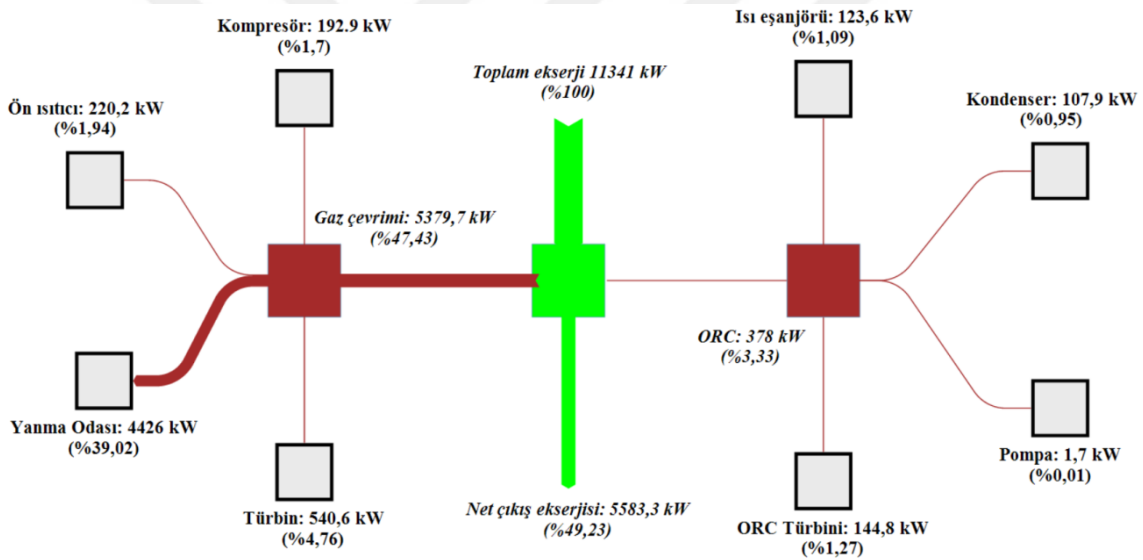 Kompresör: 192.9 kW
(%1,7)
Isı eşanjörü: 123,6 kW
(%1,09)
Toplam ekserji 11341 kW
(%100)
Ön ısıtıcı: 220,2 kW
(%1,94)
Kondenser: 107,9 kW
(%0,95)
Gaz çevrimi: 5379,7 kW
(%47,43)
ORC: 378 kW
(%3,33)
Yanma Odası: 4426 kW
(%39,02)
Pompa: 1,7 kW
(%0,01)
Türbin: 540,6 kW
(%4,76)
Net çıkış ekserjisi: 5583,3 kW
(%49,23)
ORC Türbini: 144,8 kW
(%1,27)